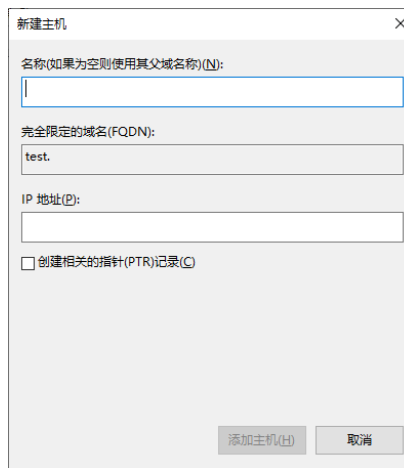 新建主机
名称(如果为空则使用其父域名称)(N):
完全限定的域名(FQDN):
test.
IP 地址(P):
创建相关的指针(PTR)记录(C)
添加主机(H) 取消